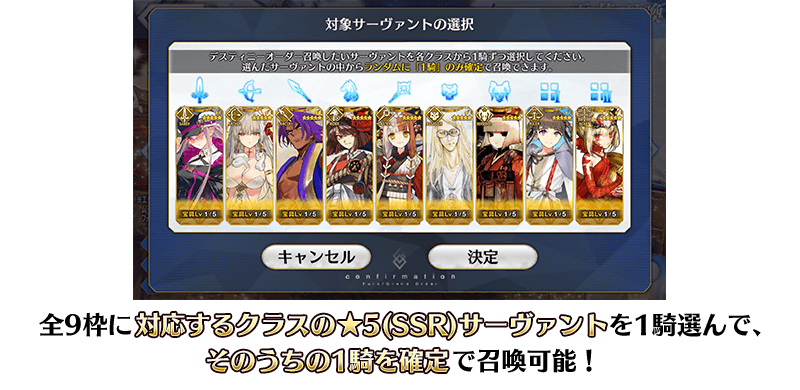 対象サーヴァントの選択
デスティニーオーダー召喚したいサーヴァントを各クラスから1騎ずつ選択してください。
選んだサーヴァントの中からランダムに「1騎」のみ確定で召喚できます。
宝具Lv 1/5 宝具Lv 1/5 宝具Lv 1/5 宝具Lv 1/5 宝具Lv 1/5 宝具Lv 1/5 宝具Lv 1/5 宝具Lv 1/5 宝具Lv 1/5
キャンセル 決定
confirmation
Fate/Grand Order
全9枠に対応するクラスの★5(SSR)サーヴァントを1騎選んで、
そのうちの1騎を確定で召喚可能！